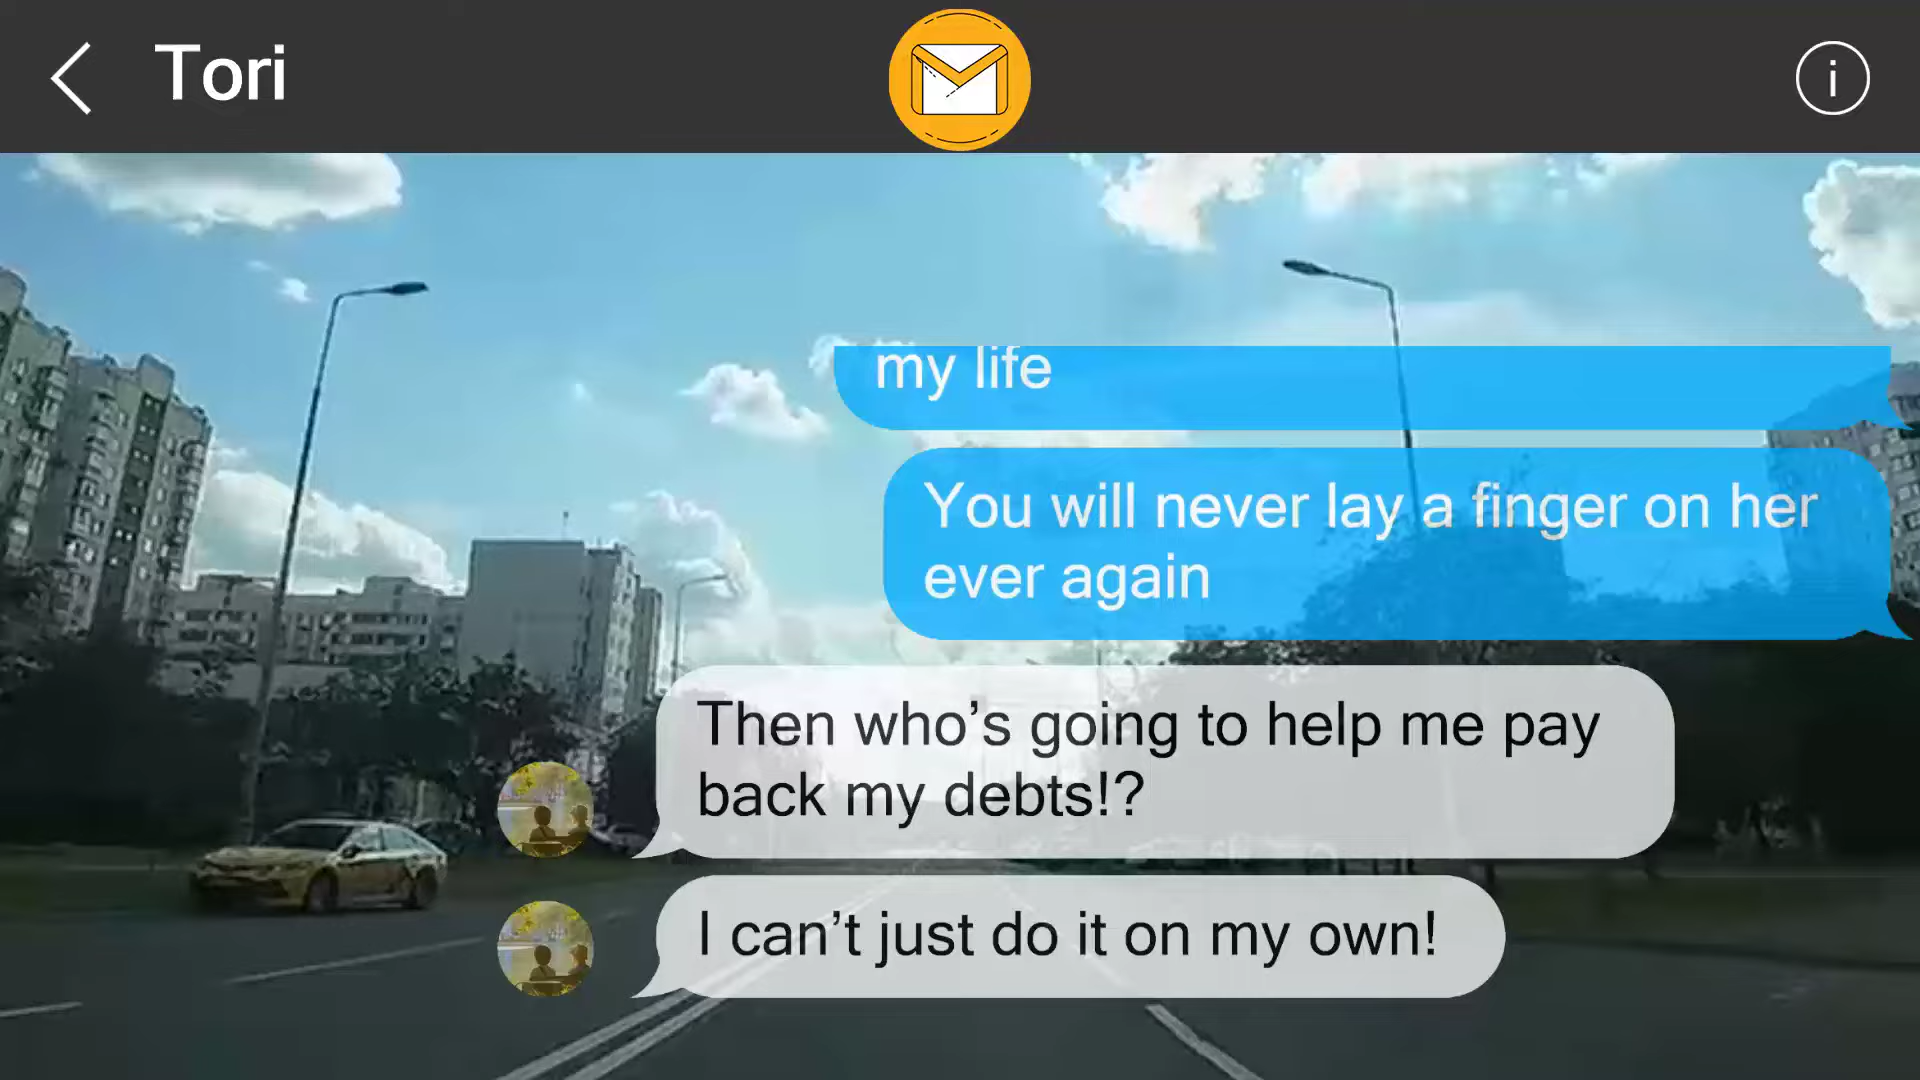 Tori
my life
You will never lay a finger on her
ever again
Then who’s going to help me pay
back my debts!?
I can’t just do it on my own!